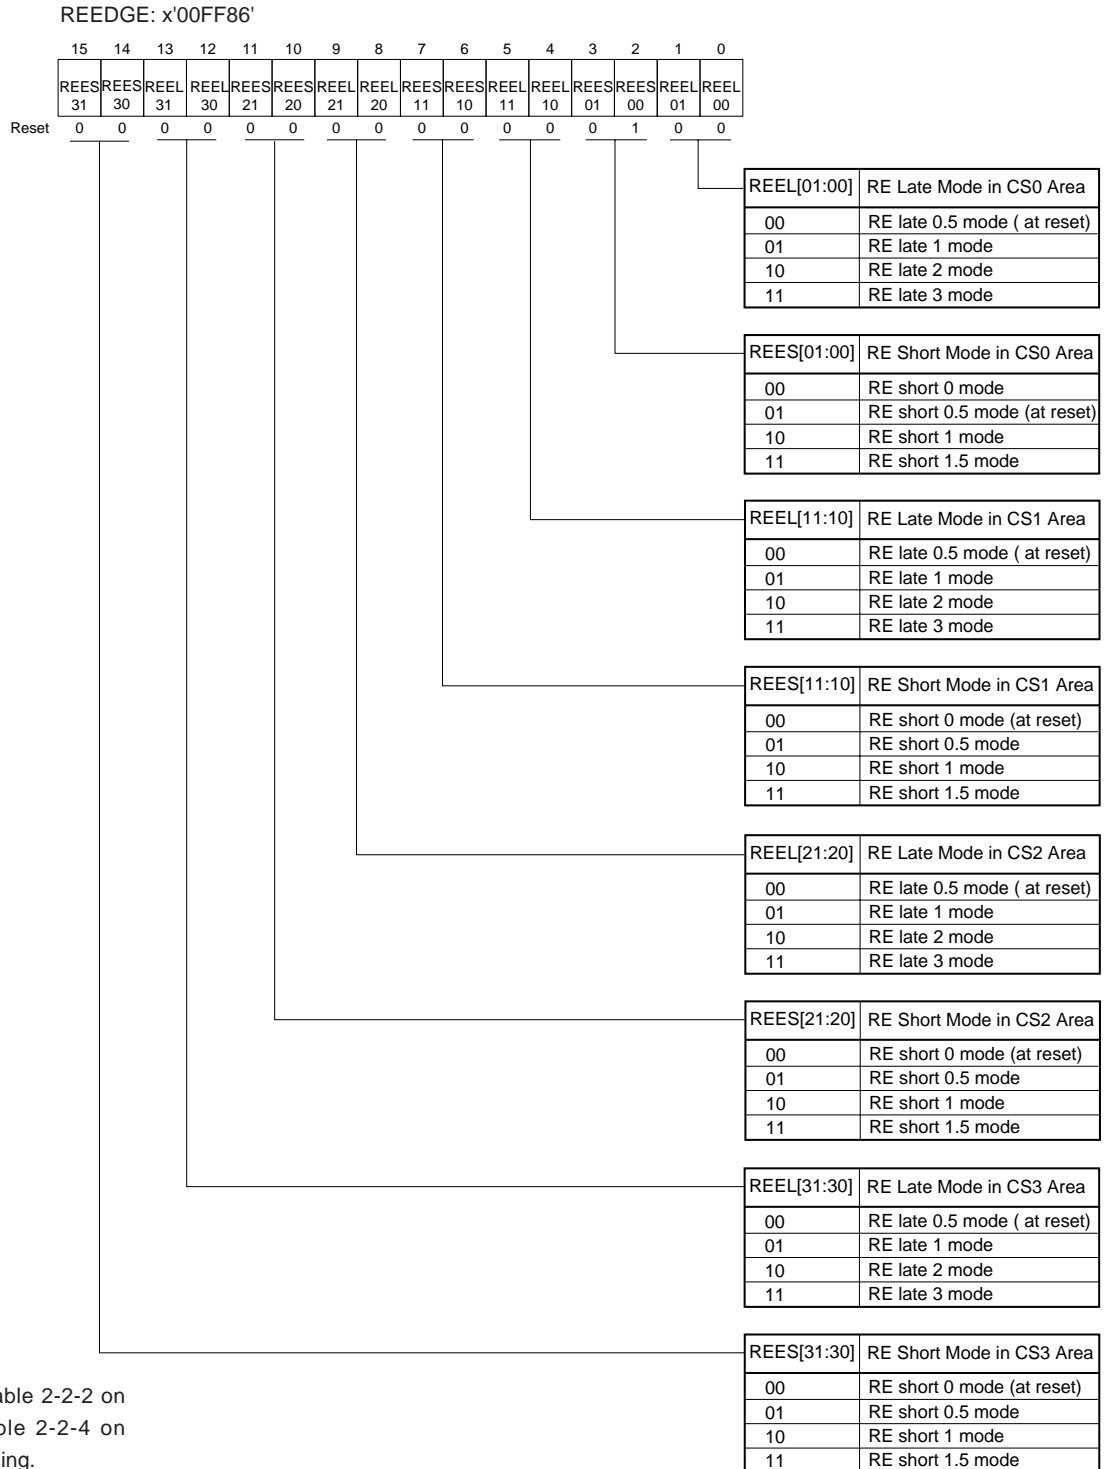 REEDGE: x'00FF86'
15 14 13 12 11 10 9 8 7 6 5 4 3 2 1 0
REES REES REEL REEL REES REES REEL REEL REES REES REEL REEL REES REES REEL REEL
31 30 31 30 21 20 21 20 11 10 11 10 01 00 01 00
Reset 0 0 0 0 0 0 0 0 0 0 0 0 0 1 0 0
REEL[01:00] RE Late Mode in CS0 Area
00 RE late 0.5 mode ( at reset)
01 RE late 1 mode
10 RE late 2 mode
11 RE late 3 mode
REES[01:00] RE Short Mode in CS0 Area
00 RE short 0 mode
01 RE short 0.5 mode (at reset)
10 RE short 1 mode
11 RE short 1.5 mode
REEL[11:10] RE Late Mode in CS1 Area
00 RE late 0.5 mode ( at reset)
01 RE late 1 mode
10 RE late 2 mode
11 RE late 3 mode
REES[11:10] RE Short Mode in CS1 Area
00 RE short 0 mode (at reset)
01 RE short 0.5 mode
10 RE short 1 mode
11 RE short 1.5 mode
REEL[21:20] RE Late Mode in CS2 Area
00 RE late 0.5 mode ( at reset)
01 RE late 1 mode
10 RE late 2 mode
11 RE late 3 mode
REES[21:20] RE Short Mode in CS2 Area
00 RE short 0 mode (at reset)
01 RE short 0.5 mode
10 RE short 1 mode
11 RE short 1.5 mode
REEL[31:30] RE Late Mode in CS3 Area
00 RE late 0.5 mode ( at reset)
01 RE late 1 mode
10 RE late 2 mode
11 RE late 3 mode
REES[31:30] RE Short Mode in CS3 Area
00 RE short 0 mode (at reset)
01 RE short 0.5 mode
10 RE short 1 mode
11 RE short 1.5 mode
able 2-2-2 on
ble 2-2-4 on
ing.